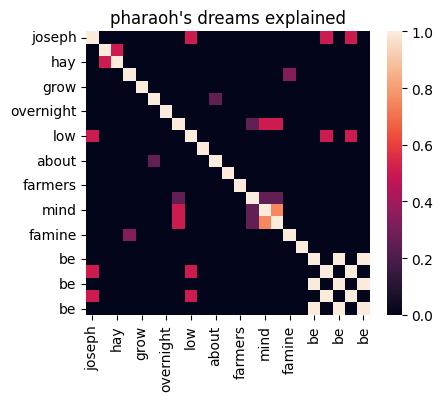 pharaoh's dreams explained
joseph
hay
grow
overnight
low
about
farmers
mind
famine
be
be
be
joseph
hay
grow
overnight
low
about
farmers
mind
famine
be
be
be
1.0
0.8
0.6
0.4
0.2
0.0